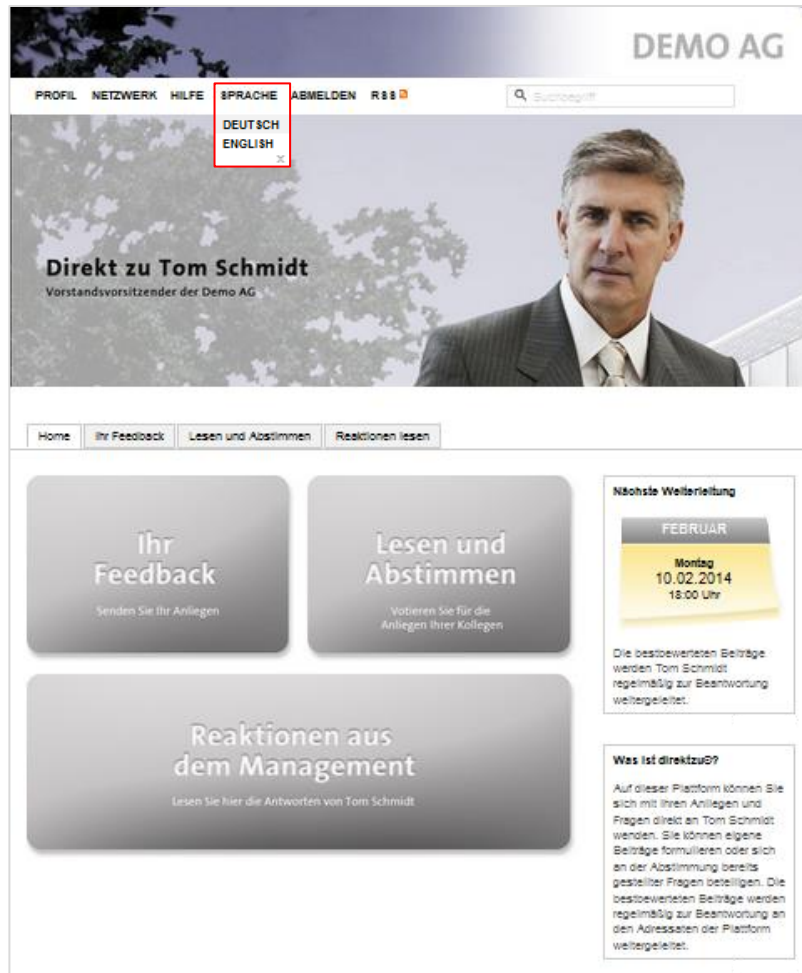 DEMO AG
PROFIL NETZWERK HILFE SPRACHE ABMELDEN RSS
Suchbegriff
DEUTSCH
ENGLISH
x
Direkt zu Tom Schmidt
Vorstandsvorsitzender der Demo AG
Home Ihr Feedback Lesen und Abstimmen Reaktionen lesen
Ihr
Feedback
Senden Sie Ihr Anliegen
Lesen und
Abstimmen
Votieren Sie für die
Anliegen Ihrer Kollegen
Reaktionen aus
dem Management
Lesen Sie hier die Antworten von Tom Schmidt
Nächste Weiterleitung
FEBRUAR
Montag
10.02.2014
18:00 Uhr
Die bestbewerteten Beiträge
werden Tom Schmidt
regelmäßig zur Beantwortung
weitergeleitet.
Was ist direktzu®?
Auf dieser Plattform können Sie
sich mit Ihren Anliegen und
Fragen direkt an Tom Schmidt
wenden. Sie können eigene
Beiträge formulieren oder sich
an der Abstimmung bereits
gestellter Fragen beteiligen. Die
bestbewerteten Beiträge werden
regelmäßig zur Beantwortung an
den Adressaten der Plattform
weitergeleitet.